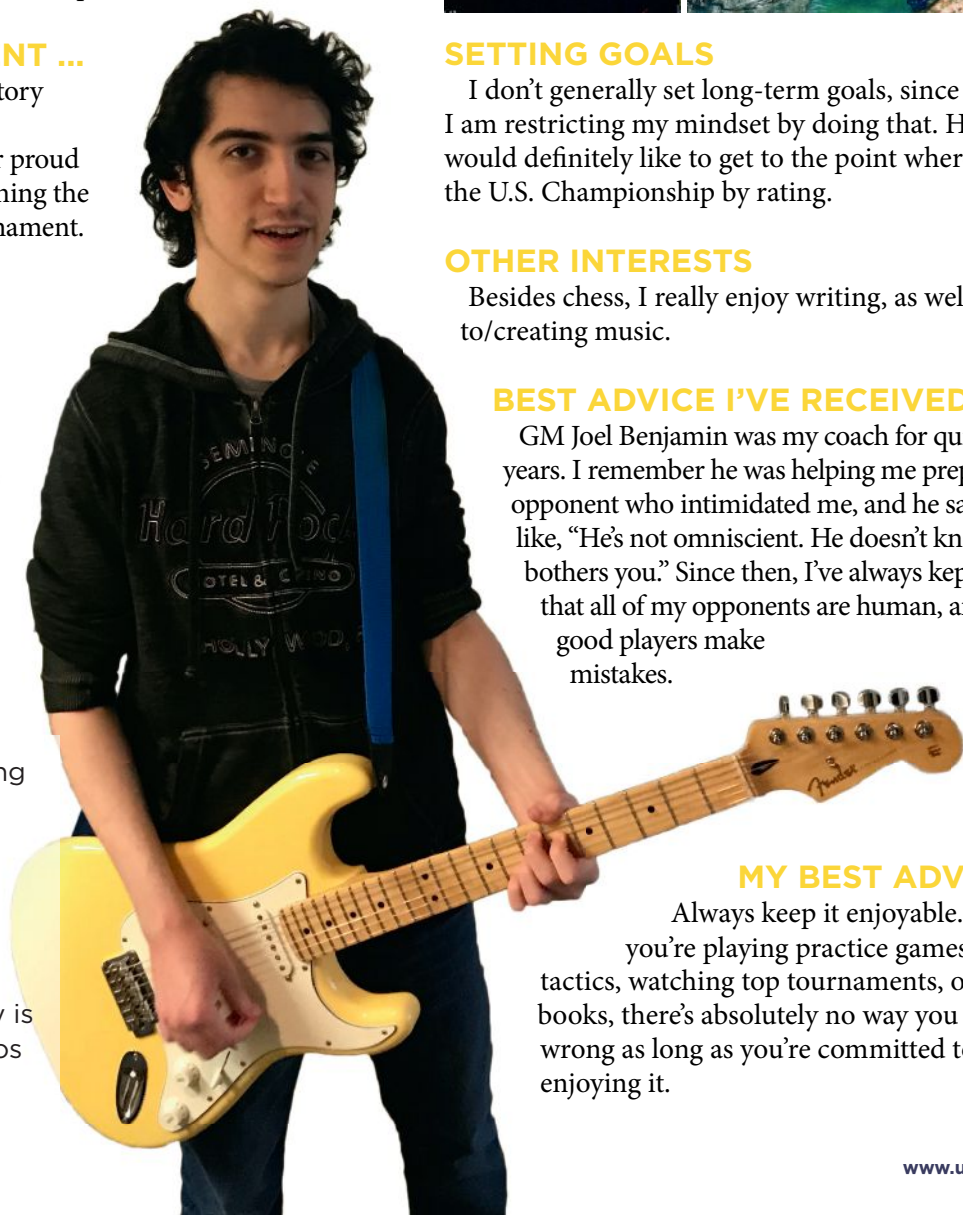 NT ...
tory
r proud
ning the
nament.
ng
y is
os
SETTING GOALS
I don’t generally set long-term goals, since
I am restricting my mindset by doing that. H
would definitely like to get to the point wher
the U.S. Championship by rating.
OTHER INTERESTS
Besides chess, I really enjoy writing, as wel
to/creating music.
BEST ADVICE I’VE RECEIVED
GM Joel Benjamin was my coach for qu
years. I remember he was helping me prep
opponent who intimidated me, and he sa
like, “He’s not omniscient. He doesn’t kn
bothers you.” Since then, I’ve always kep
that all of my opponents are human, a
good players make
mistakes.
SEMINOLE
Hard Rock
HOTEL & CASINO
HOLLYWOOD,
Fender
MY BEST ADV
Always keep it enjoyable.
you’re playing practice games
tactics, watching top tournaments, o
books, there’s absolutely no way you
wrong as long as you’re committed to
enjoying it.
www.u